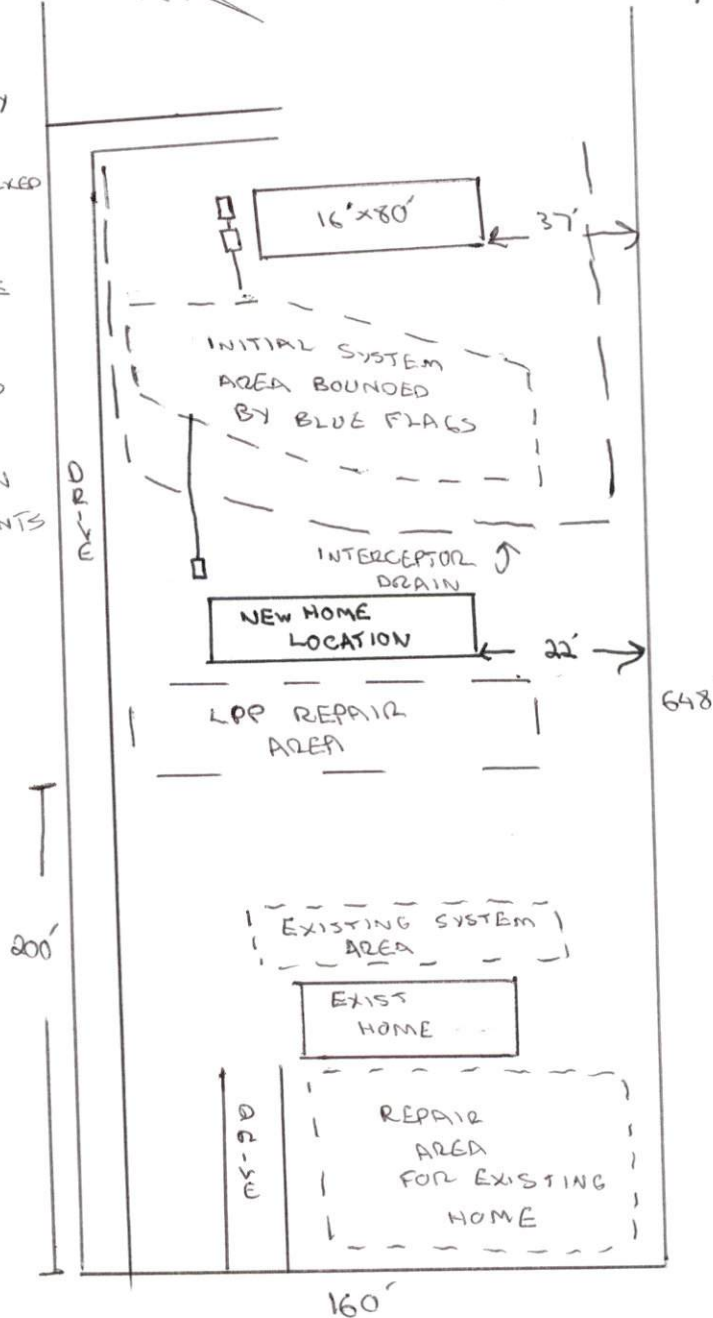 16'x80'
37'
INITIAL SYSTEM
AREA BOUNDED
BY BLUE FLAGS
DRIVE
INTERCEPTOR
DRAIN
NEW HOME
LOCATION
22'
LPP REPAIR
AREA
648
200'
EXISTING SYSTEM
AREA
EXIST
HOME
DRIVE
REPAIR
AREA
FOR EXISTING
HOME
160'